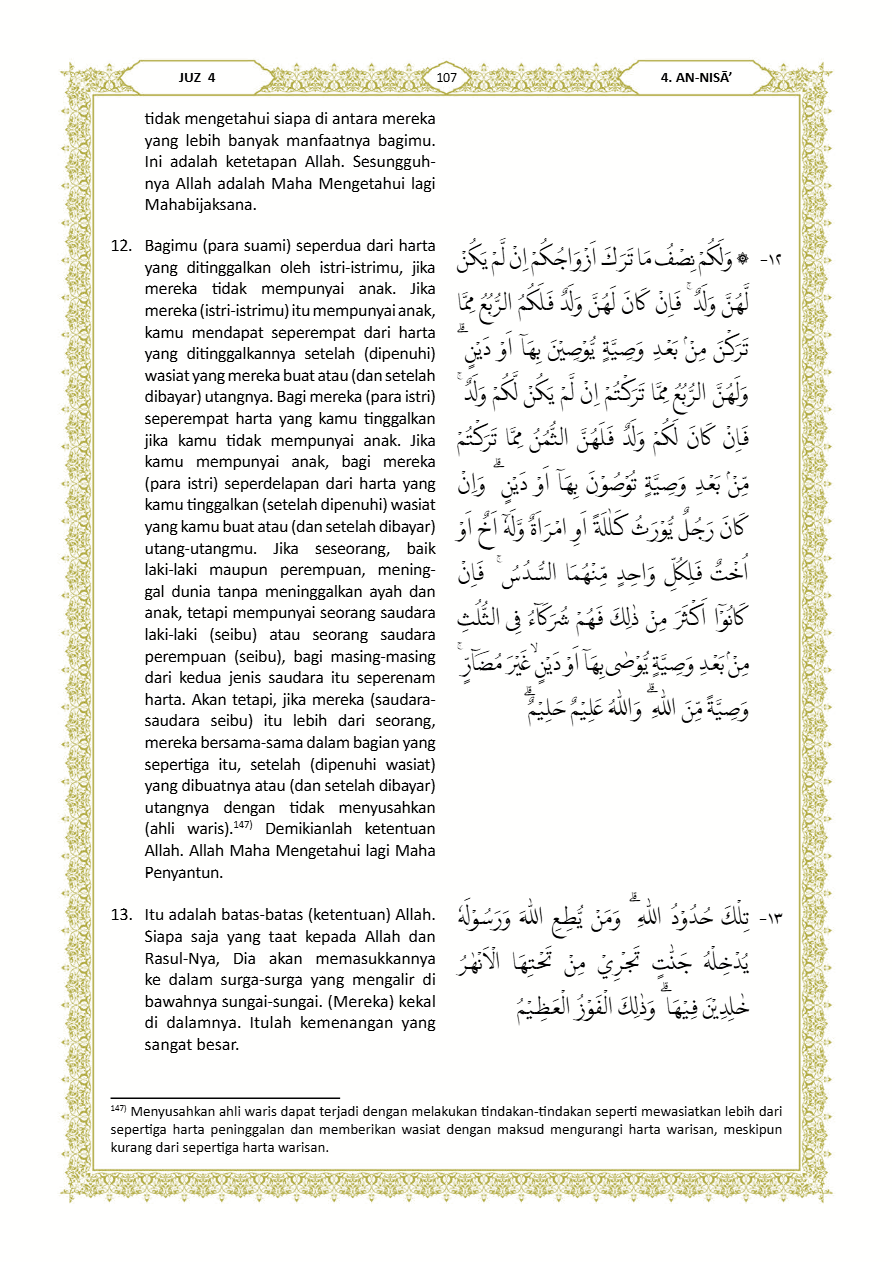 JUZ 4
107
4. AN-NISĀ’
tidak mengetahui siapa di antara mereka
yang lebih banyak manfaatnya bagimu.
Ini adalah ketetapan Allah. Sesungguh-
nya Allah adalah Maha Mengetahui lagi
Mahabijaksana.
12. Bagimu (para suami) seperdua dari harta
yang ditinggalkan oleh istri-istrimu, jika
mereka tidak mempunyai anak. Jika
mereka (istri-istrimu) itu mempunyai anak,
kamu mendapat seperempat dari harta
yang ditinggalkannya setelah (dipenuhi)
wasiat yang mereka buat atau (dan setelah
dibayar) utangnya. Bagi mereka (para istri)
seperempat harta yang kamu tinggalkan
jika kamu tidak mempunyai anak. Jika
kamu mempunyai anak, bagi mereka
(para istri) seperdelapan dari harta yang
kamu tinggalkan (setelah dipenuhi) wasiat
yang kamu buat atau (dan setelah dibayar)
utang-utangmu. Jika seseorang, baik
laki-laki maupun perempuan, mening-
gal dunia tanpa meninggalkan ayah dan
anak, tetapi mempunyai seorang saudara
laki-laki (seibu) atau seorang saudara
perempuan (seibu), bagi masing-masing
dari kedua jenis saudara itu seperenam
harta. Akan tetapi, jika mereka (saudara-
saudara seibu) itu lebih dari seorang,
mereka bersama-sama dalam bagian yang
sepertiga itu, setelah (dipenuhi wasiat)
yang dibuatnya atau (dan setelah dibayar)
utangnya dengan tidak menyusahkan
(ahli waris).147) Demikianlah ketentuan
Allah. Allah Maha Mengetahui lagi Maha
Penyantun.
١٢- ۞ وَلَكُمْ نِصْفُ مَا تَرَكَ اَزْوَاجُكُمْ اِنْ لَّمْ يَكُنْ
لَّهُنَّ وَلَدٌ ۚ فَاِنْ كَانَ لَهُنَّ وَلَدٌ فَلَكُمُ الرُّبُعُ مِمَّا
تَرَكْنَ مِنْۢ بَعْدِ وَصِيَّةٍ يُّوْصِيْنَ بِهَآ اَوْ دَيْنٍ ۗ
وَلَهُنَّ الرُّبُعُ مِمَّا تَرَكْتُمْ اِنْ لَّمْ يَكُنْ لَّكُمْ وَلَدٌ ۚ
فَاِنْ كَانَ لَكُمْ وَلَدٌ فَلَهُنَّ الثُّمُنُ مِمَّا تَرَكْتُمْ
مِّنْۢ بَعْدِ وَصِيَّةٍ تُوْصُوْنَ بِهَآ اَوْ دَيْنٍ ۗ وَاِنْ
كَانَ رَجُلٌ يُّوْرَثُ كَلٰلَةً اَوِ امْرَاَةٌ وَّلَهٗٓ اَخٌ اَوْ
اُخْتٌ فَلِكُلِّ وَاحِدٍ مِّنْهُمَا السُّدُسُ ۚ فَاِنْ
كَانُوْٓا اَكْثَرَ مِنْ ذٰلِكَ فَهُمْ شُرَكَاۤءُ فِى الثُّلُثِ
مِنْۢ بَعْدِ وَصِيَّةٍ يُّوْصٰى بِهَآ اَوْ دَيْنٍۙ غَيْرَ مُضَاۤرٍّ ۚ
وَصِيَّةً مِّنَ اللّٰهِ ۗ وَاللّٰهُ عَلِيْمٌ حَلِيْمٌ ۗ
13. Itu adalah batas-batas (ketentuan) Allah.
Siapa saja yang taat kepada Allah dan
Rasul-Nya, Dia akan memasukkannya
ke dalam surga-surga yang mengalir di
bawahnya sungai-sungai. (Mereka) kekal
di dalamnya. Itulah kemenangan yang
sangat besar.
١٣- تِلْكَ حُدُوْدُ اللّٰهِ ۗ وَمَنْ يُّطِعِ اللّٰهَ وَرَسُوْلَهٗ
يُدْخِلْهُ جَنّٰتٍ تَجْرِيْ مِنْ تَحْتِهَا الْاَنْهٰرُ
خٰلِدِيْنَ فِيْهَا ۗ وَذٰلِكَ الْفَوْزُ الْعَظِيْمُ
147) Menyusahkan ahli waris dapat terjadi dengan melakukan tindakan-tindakan seperti mewasiatkan lebih dari
sepertiga harta peninggalan dan memberikan wasiat dengan maksud mengurangi harta warisan, meskipun
kurang dari sepertiga harta warisan.